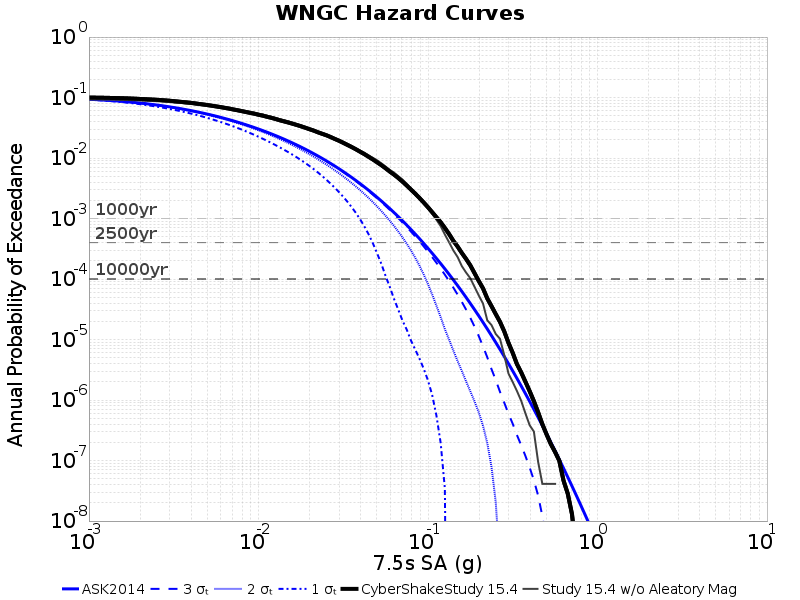 WNGC Hazard Curves
Annual Probability of Exceedance
10^0
10^-1
10^-2
10^-3
10^-4
10^-5
10^-6
10^-7
10^-8
1000yr
2500yr
10000yr
10^-3 10^-2 10^-1 10^0 10^1
7.5s SA (g)
ASK2014 3 σₜ 2 σₜ 1 σₜ CyberShakeStudy 15.4 Study 15.4 w/o Aleatory Mag